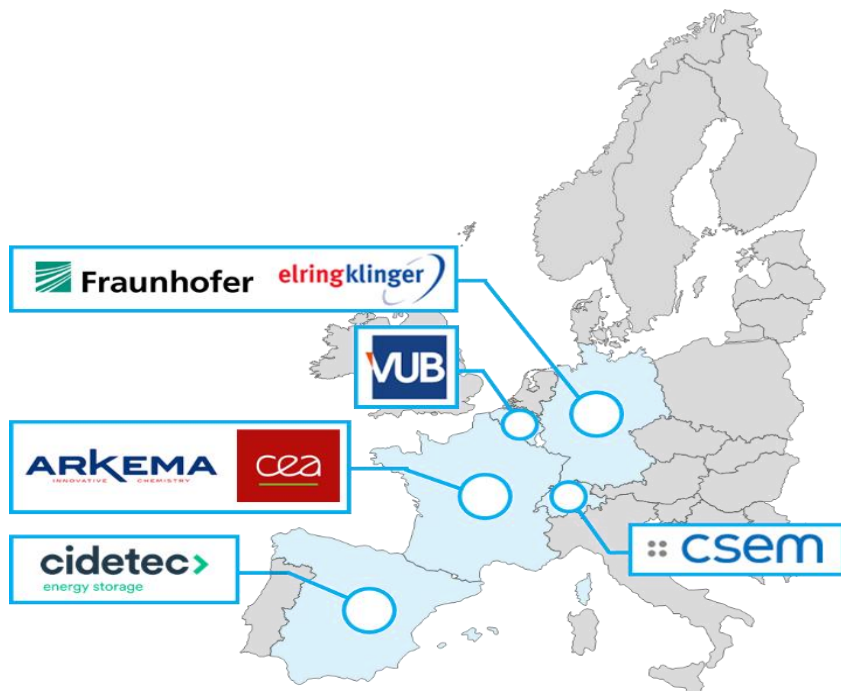 Fraunhofer
elringklinger
VUB
ARKEMA
INNOVATIVE CHEMISTRY
cea
cidetec>
energy storage
csem